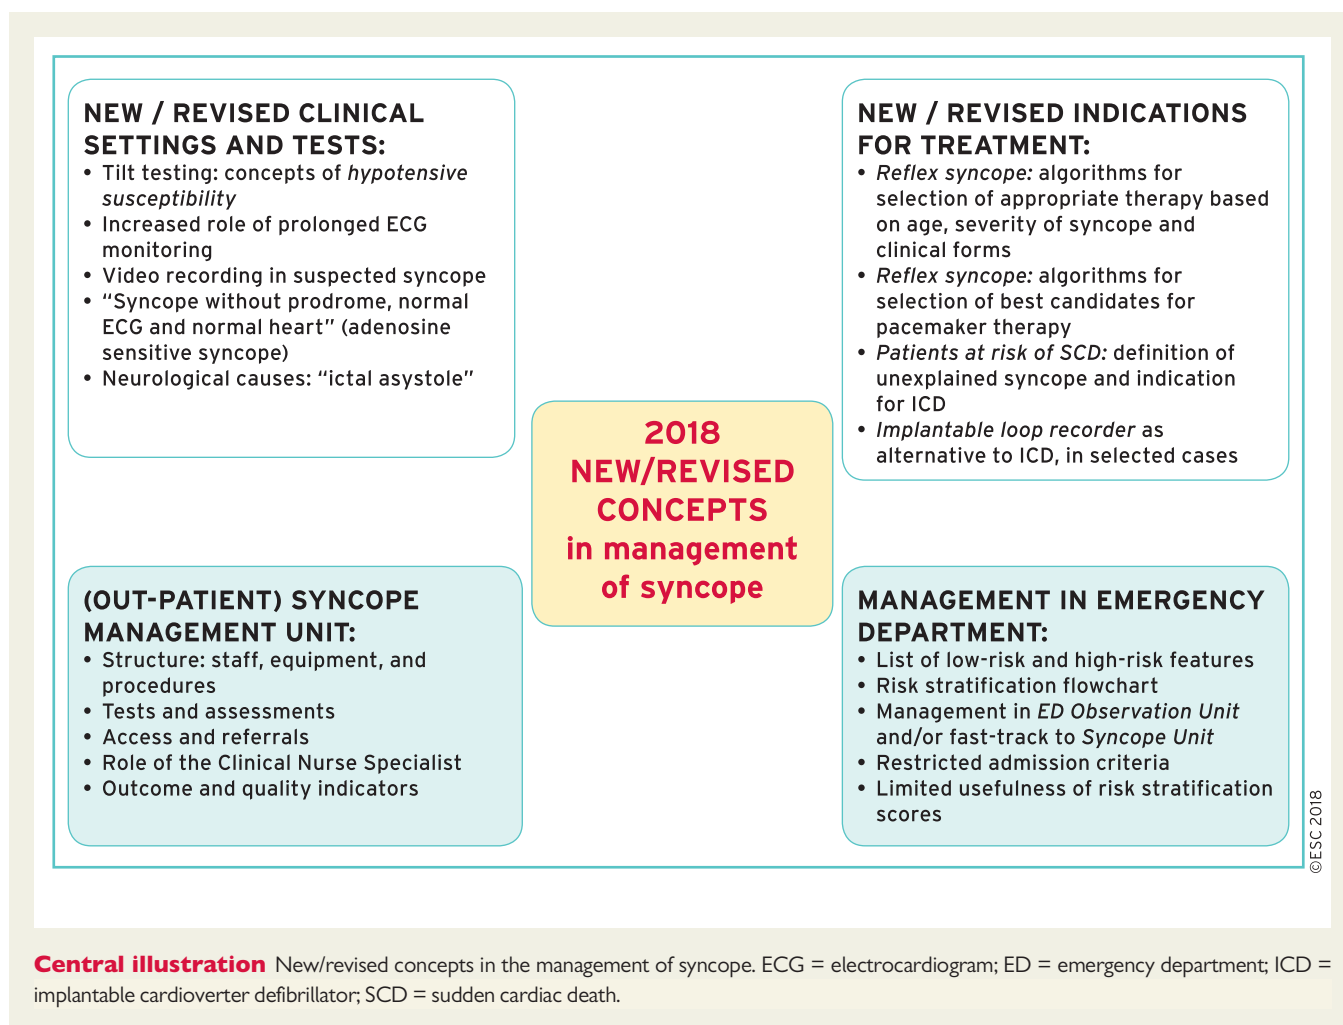 NEW / REVISED CLINICAL
SETTINGS AND TESTS:
• Tilt testing: concepts of hypotensive
susceptibility
• Increased role of prolonged ECG
monitoring
• Video recording in suspected syncope
• “Syncope without prodrome, normal
ECG and normal heart” (adenosine
sensitive syncope)
• Neurological causes: “ictal asystole”
NEW / REVISED INDICATIONS
FOR TREATMENT:
• Reflex syncope: algorithms for
selection of appropriate therapy based
on age, severity of syncope and
clinical forms
• Reflex syncope: algorithms for
selection of best candidates for
pacemaker therapy
• Patients at risk of SCD: definition of
unexplained syncope and indication
for ICD
• Implantable loop recorder as
alternative to ICD, in selected cases
2018
NEW/REVISED
CONCEPTS
in management
of syncope
(OUT-PATIENT) SYNCOPE
MANAGEMENT UNIT:
• Structure: staff, equipment, and
procedures
• Tests and assessments
• Access and referrals
• Role of the Clinical Nurse Specialist
• Outcome and quality indicators
MANAGEMENT IN EMERGENCY
DEPARTMENT:
• List of low-risk and high-risk features
• Risk stratification flowchart
• Management in ED Observation Unit
and/or fast-track to Syncope Unit
• Restricted admission criteria
• Limited usefulness of risk stratification
scores
©ESC 2018
Central illustration New/revised concepts in the management of syncope. ECG = electrocardiogram; ED = emergency department; ICD =
implantable cardioverter defibrillator; SCD = sudden cardiac death.